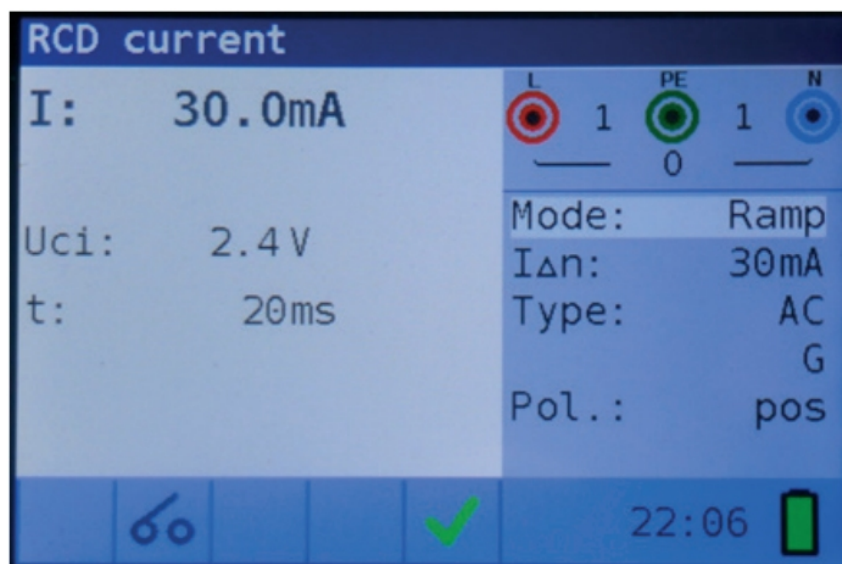 RCD current
I: 30.0mA
Uci: 2.4V
t: 20ms
L PE N
1 1
0
Mode: Ramp
I∆n: 30mA
Type: AC
G
Pol.: pos
22:06